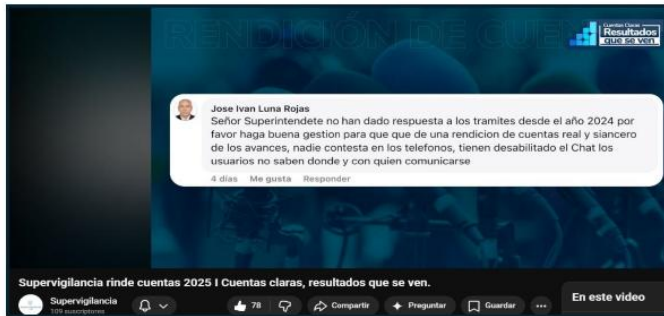 RENDICIÓN DE CUEN
Cuentas Claras
Resultados
que se ven
Jose Ivan Luna Rojas
Señor Superintendete no han dado respuesta a los tramites desde el año 2024 por
favor haga buena gestion para que que de una rendicion de cuentas real y siancero
de los avances, nadie contesta en los telefonos, tienen desabilitado el Chat los
usuarios no saben donde y con quien comunicarse
4 días Me gusta Responder
Supervigilancia rinde cuentas 2025 I Cuentas claras, resultados que se ven.
Supervigilancia
109 suscriptores
78
Compartir
Preguntar
Guardar
...
En este video